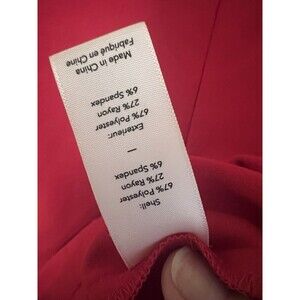 Shell:
67% Polyester
27% Rayon
6% Spandex
—
Exterieur:
67% Polyester
27% Rayon
6% Spandex
Made in China
Fabriqué en Chine